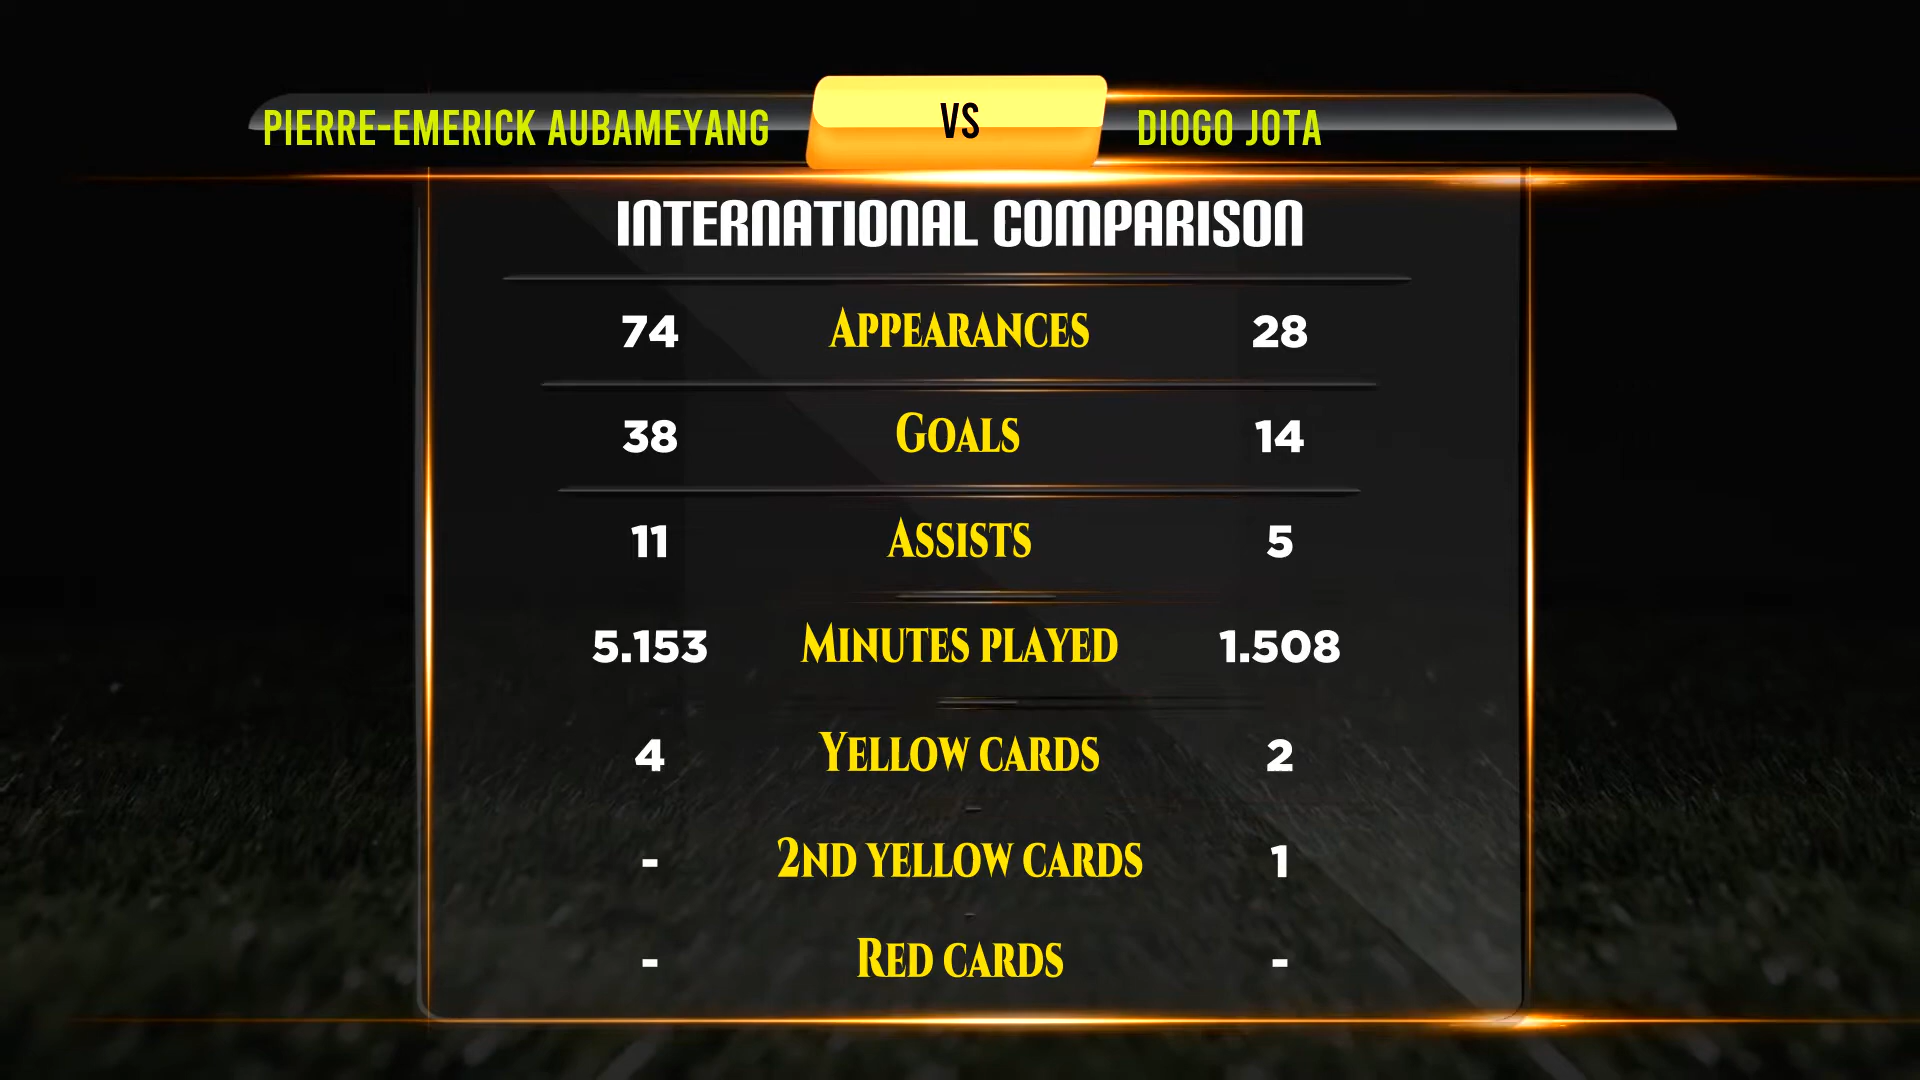 PIERRE-EMERICK AUBAMEYANG VS DIOGO JOTA
INTERNATIONAL COMPARISON
74 APPEARANCES 28
38 GOALS 14
11 ASSISTS 5
5.153 MINUTES PLAYED 1.508
4 YELLOW CARDS 2
- 2ND YELLOW CARDS 1
- RED CARDS -